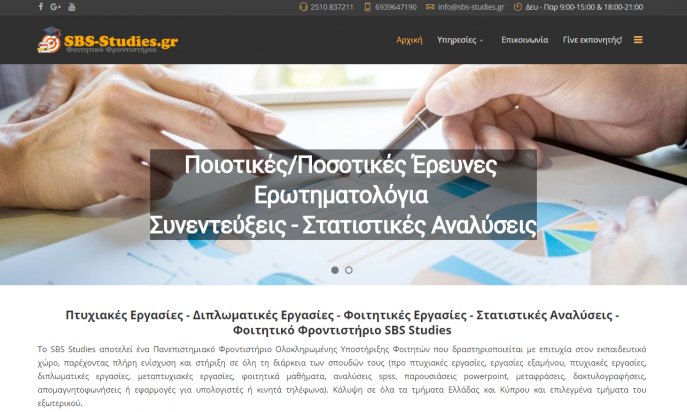 2510 837211 6939647190 info@sbs-studies.gr Δευ - Παρ 9:00-15:00 & 18:00-21:00
SBS-Studies.gr
Φοιτητικό Φροντιστήριο
Αρχική Υπηρεσίες Επικοινωνία Γίνε εκπονητής!
Ποιοτικές/Ποσοτικές Έρευνες
Ερωτηματολόγια
Συνεντεύξεις - Στατιστικές Αναλύσεις
Πτυχιακές Εργασίες - Διπλωματικές Εργασίες - Φοιτητικές Εργασίες - Στατιστικές Αναλύσεις -
Φοιτητικό Φροντιστήριο SBS Studies
Το SBS Studies αποτελεί ένα Πανεπιστημιακό Φροντιστήριο Ολοκληρωμένης Υποστήριξης Φοιτητών που δραστηριοποιείται με επιτυχία στον εκπαιδευτικό
χώρο, παρέχοντας πλήρη ενίσχυση και στήριξη σε όλη τη διάρκεια των σπουδών τους (προ πτυχιακές εργασίες, εργασίες εξαμήνου, πτυχιακές εργασίες,
διπλωματικές εργασίες, μεταπτυχιακές εργασίες, φοιτητικά μαθήματα, αναλύσεις spss, παρουσιάσεις powerpoint, μεταφράσεις, δακτυλογραφήσεις,
απομαγνητοφωνήσεις ή εφαρμογές για υπολογιστές ή κινητά τηλέφωνα). Κάλυψη σε όλα τα τμήματα Ελλάδας και Κύπρου και επιλεγμένα τμήματα του
εξωτερικού.